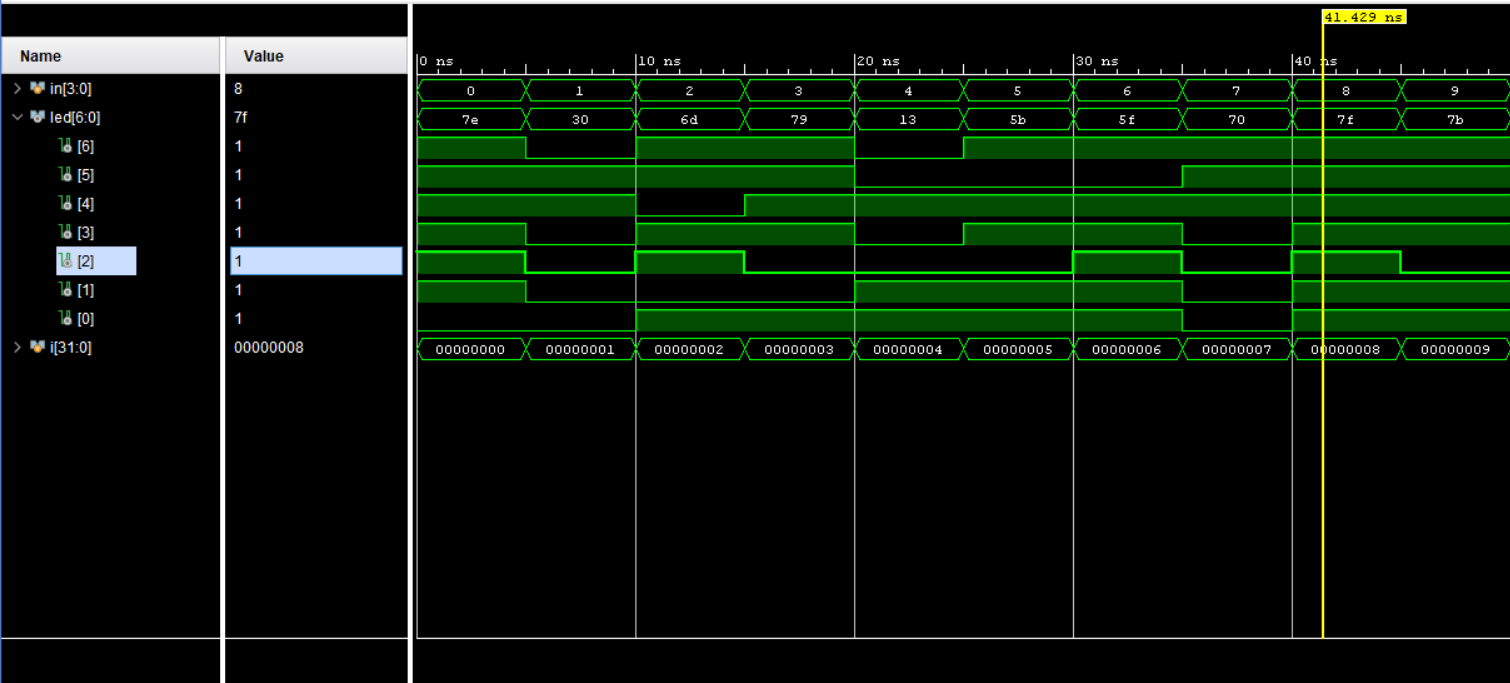 41.429 ns
Name Value
0 ns 10 ns 20 ns 30 ns 40 ns
in[3:0] 8 0 1 2 3 4 5 6 7 8 9
led[6:0] 7f 7e 30 6d 79 13 5b 5f 70 7f 7b
[6] 1
[5] 1
[4] 1
[3] 1
[2] 1
[1] 1
[0] 1
i[31:0] 00000008 00000000 00000001 00000002 00000003 00000004 00000005 00000006 00000007 00000008 00000009